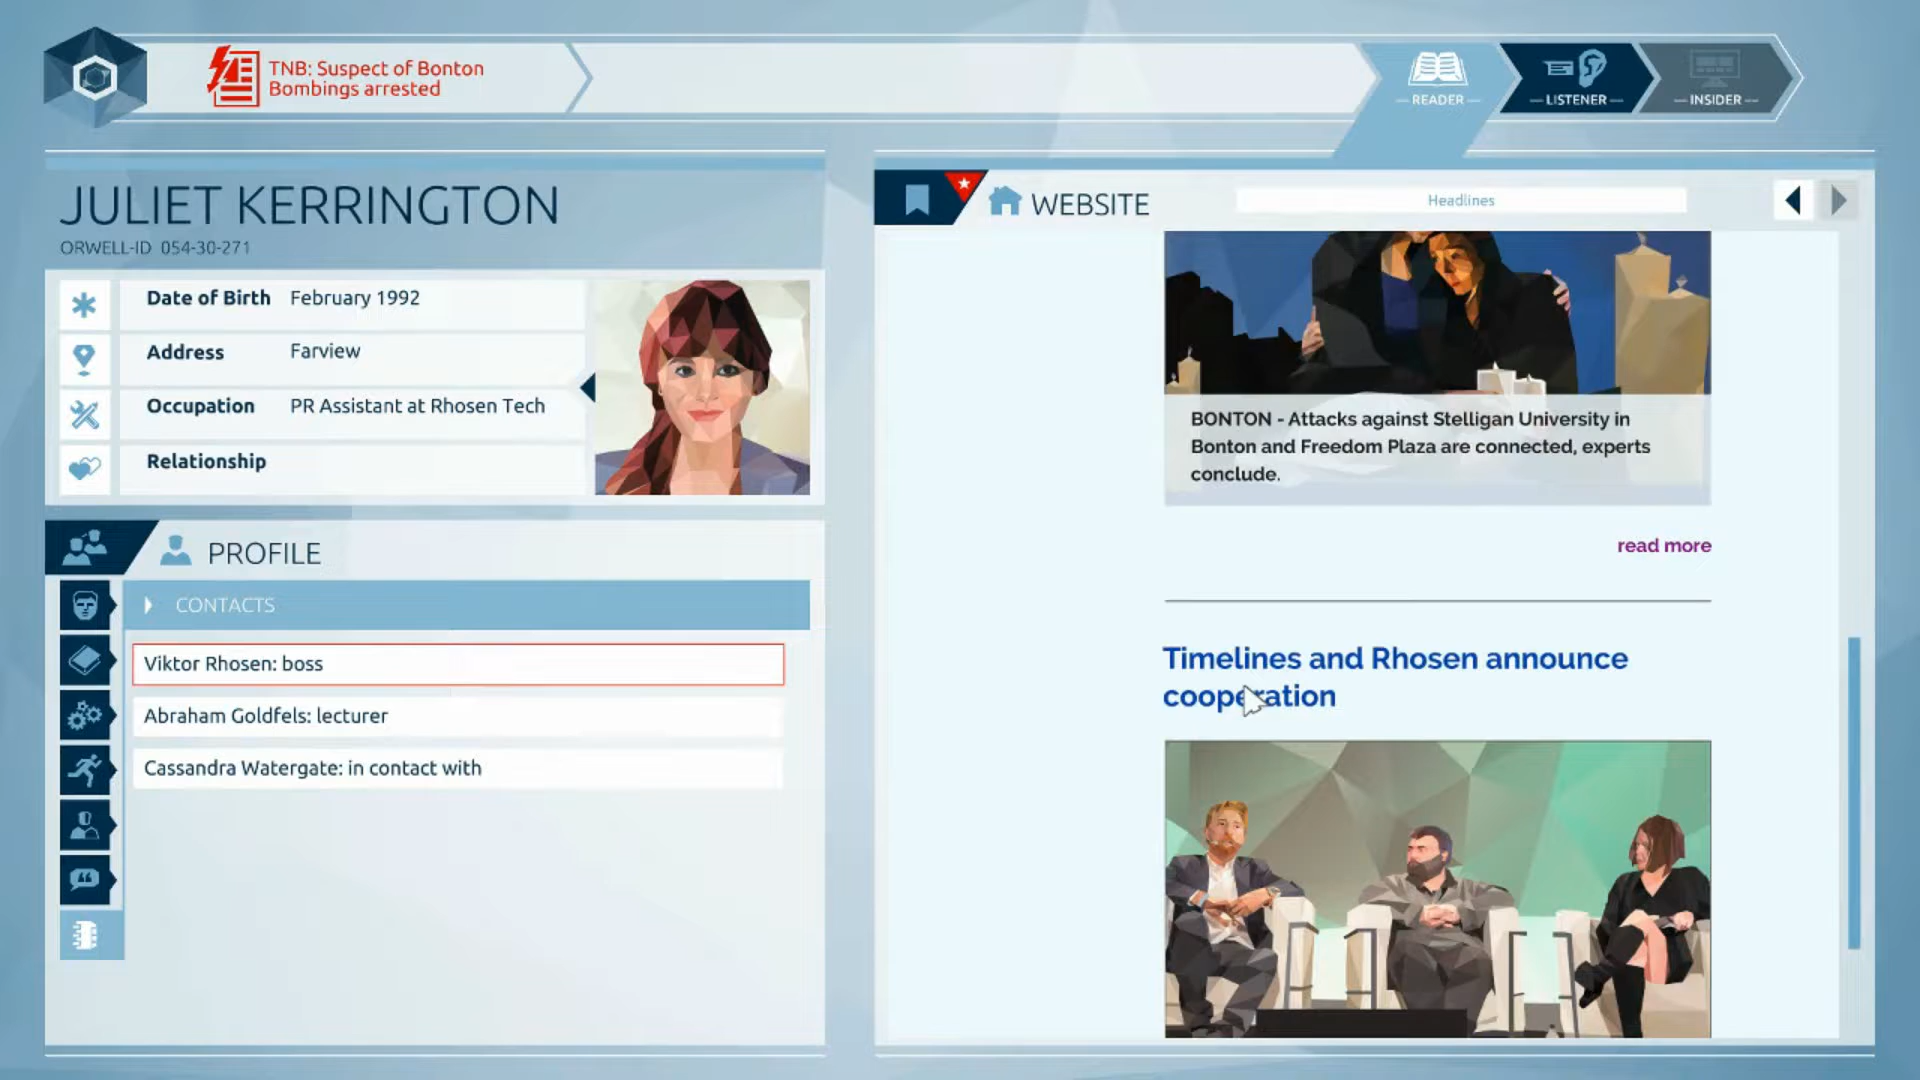 TNB: Suspect of Bonton
Bombings arrested
READER
LISTENER
INSIDER
JULIET KERRINGTON
ORWELL-ID 054-30-271
Date of Birth February 1992
Address Farview
Occupation PR Assistant at Rhosen Tech
Relationship
PROFILE
CONTACTS
Viktor Rhosen: boss
Abraham Goldfels: lecturer
Cassandra Watergate: in contact with
WEBSITE
Headlines
BONTON - Attacks against Stelligan University in
Bonton and Freedom Plaza are connected, experts
conclude.
read more
Timelines and Rhosen announce
cooperation